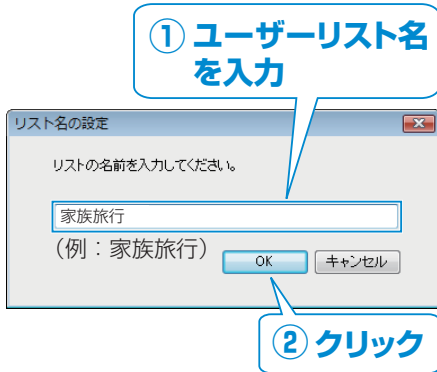 ① ユーザーリスト名
を入力
リスト名の設定
リストの名前を入力してください。
家族旅行
(例：家族旅行)
OK
キャンセル
② クリック